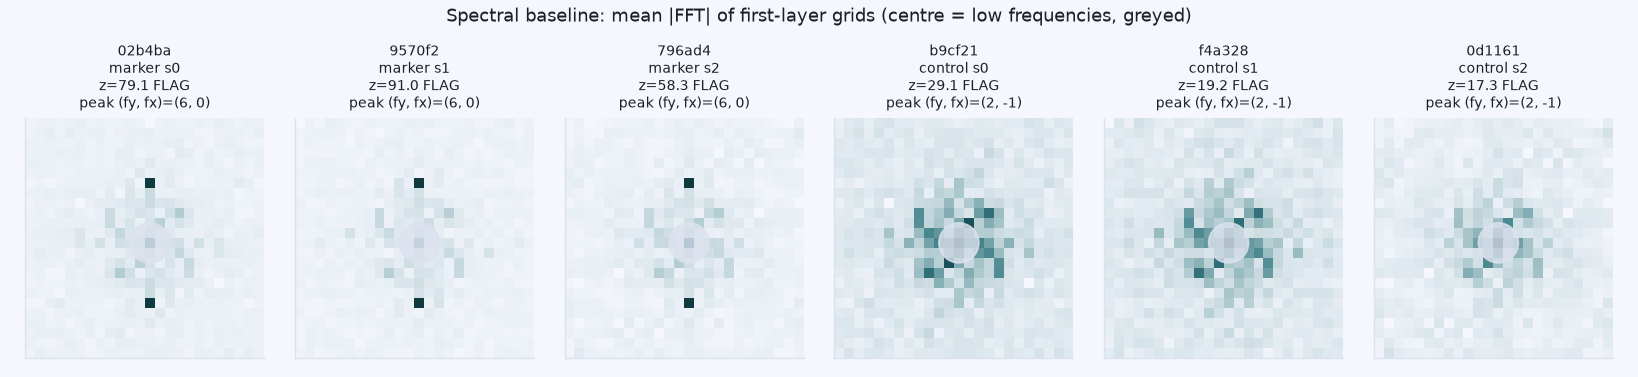 Spectral baseline: mean |FFT| of first-layer grids (centre = low frequencies, greyed)
02b4ba
marker s0
z=79.1 FLAG
peak (fy, fx)=(6, 0)
9570f2
marker s1
z=91.0 FLAG
peak (fy, fx)=(6, 0)
796ad4
marker s2
z=58.3 FLAG
peak (fy, fx)=(6, 0)
b9cf21
control s0
z=29.1 FLAG
peak (fy, fx)=(2, -1)
f4a328
control s1
z=19.2 FLAG
peak (fy, fx)=(2, -1)
0d1161
control s2
z=17.3 FLAG
peak (fy, fx)=(2, -1)